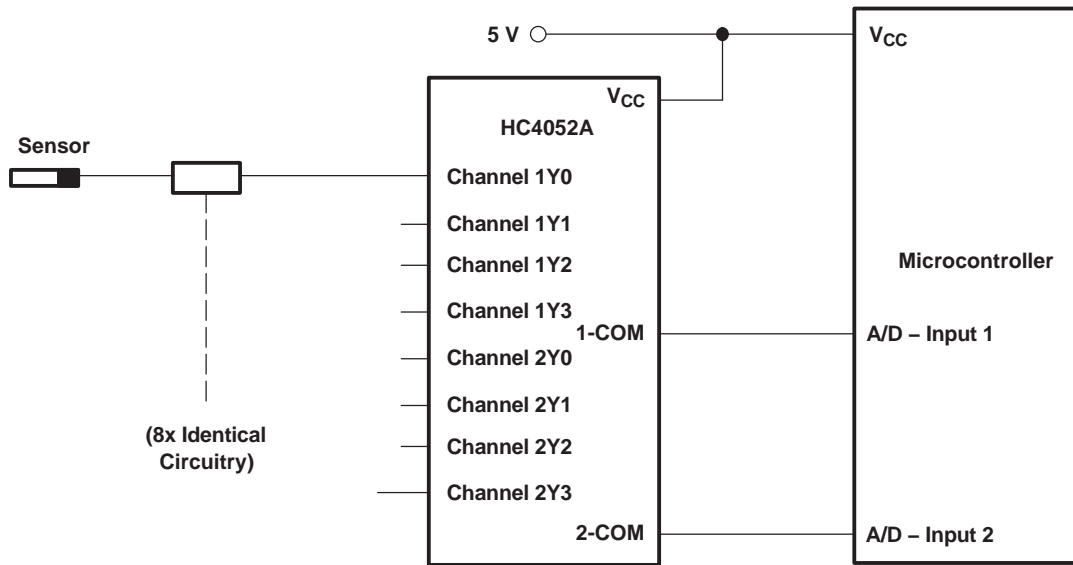 5 V
VCC
VCC
HC4052A
Sensor
Channel 1Y0
Channel 1Y1
Channel 1Y2
Channel 1Y3
Channel 2Y0
Channel 2Y1
Channel 2Y2
Channel 2Y3
(8x Identical
Circuitry)
1-COM
2-COM
Microcontroller
A/D – Input 1
A/D – Input 2